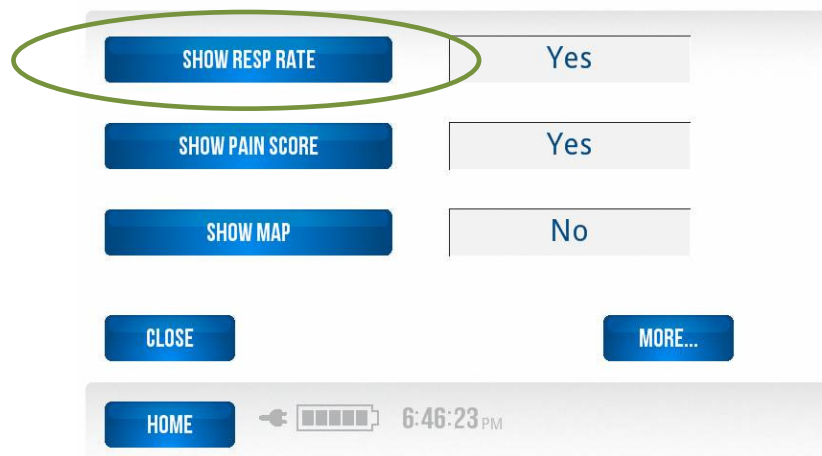 SHOW RESP RATE Yes
SHOW PAIN SCORE Yes
SHOW MAP No
CLOSE MORE...
HOME 6:46:23 PM